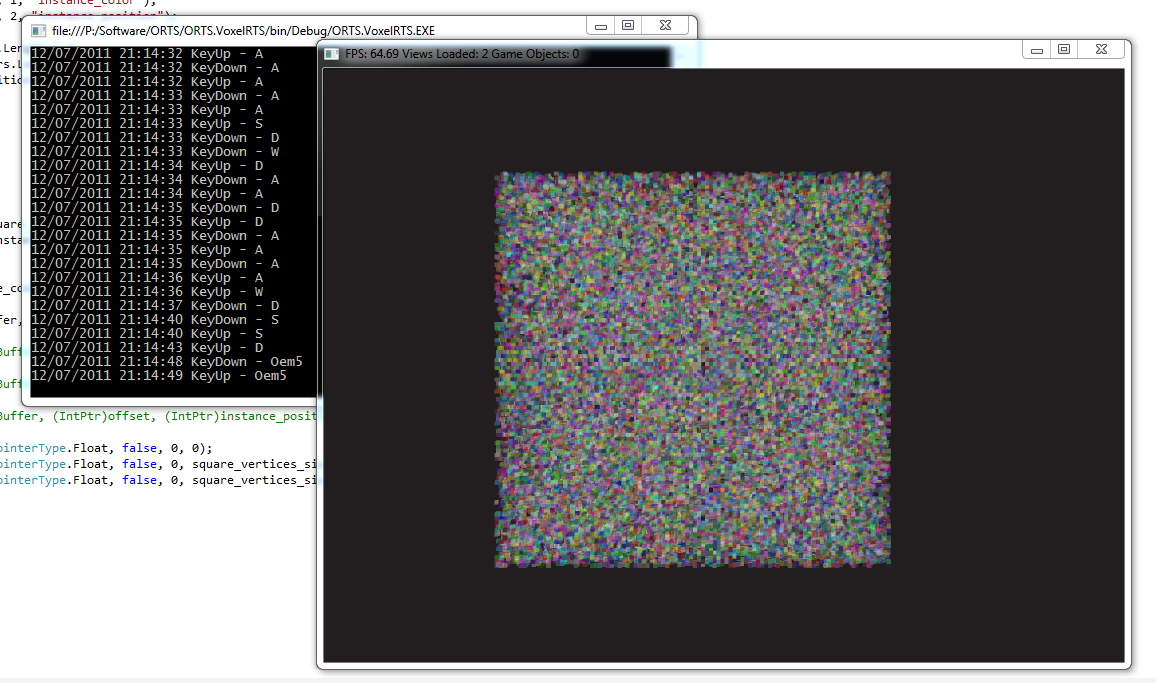 , 1, "instance_color");
, 2, "instance_position");
file:///P:/Software/ORTS/ORTS.VoxelRTS/bin/Debug/ORTS.VoxelRTS.EXE
FPS: 64.69 Views Loaded: 2 Game Objects: 0
12/07/2011 21:14:32 KeyUp - A
12/07/2011 21:14:32 KeyDown - A
12/07/2011 21:14:32 KeyUp - A
12/07/2011 21:14:33 KeyDown - A
12/07/2011 21:14:33 KeyUp - A
12/07/2011 21:14:33 KeyUp - S
12/07/2011 21:14:33 KeyDown - D
12/07/2011 21:14:33 KeyDown - W
12/07/2011 21:14:34 KeyUp - D
12/07/2011 21:14:34 KeyDown - A
12/07/2011 21:14:34 KeyUp - A
12/07/2011 21:14:35 KeyDown - D
12/07/2011 21:14:35 KeyUp - D
12/07/2011 21:14:35 KeyDown - A
12/07/2011 21:14:35 KeyUp - A
12/07/2011 21:14:35 KeyDown - A
12/07/2011 21:14:36 KeyUp - A
12/07/2011 21:14:36 KeyUp - W
12/07/2011 21:14:37 KeyDown - D
12/07/2011 21:14:40 KeyDown - S
12/07/2011 21:14:40 KeyUp - S
12/07/2011 21:14:43 KeyUp - D
12/07/2011 21:14:48 KeyDown - Oem5
12/07/2011 21:14:49 KeyUp - Oem5
.Len
rs.L
itio
uare
nsta
e_co
fer,
Buff
Buff
Buffer, (IntPtr)offset, (IntPtr)instance_posit
ointerType.Float, false, 0, 0);
ointerType.Float, false, 0, square_vertices_si
ointerType.Float, false, 0, square_vertices_si